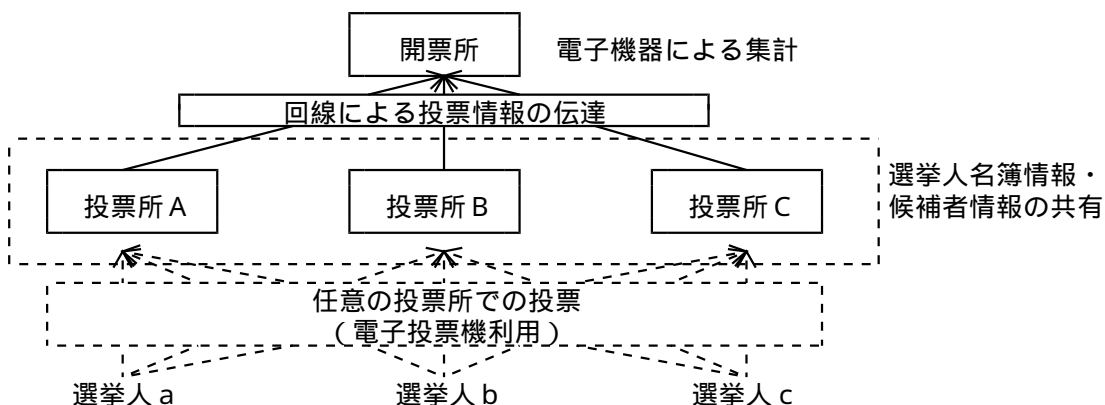 開票所
電子機器による集計
回線による投票情報の伝達
選挙人名簿情報・
候補者情報の共有
投票所A
投票所B
投票所C
任意の投票所での投票
(電子投票機利用)
選挙人a
選挙人b
選挙人c